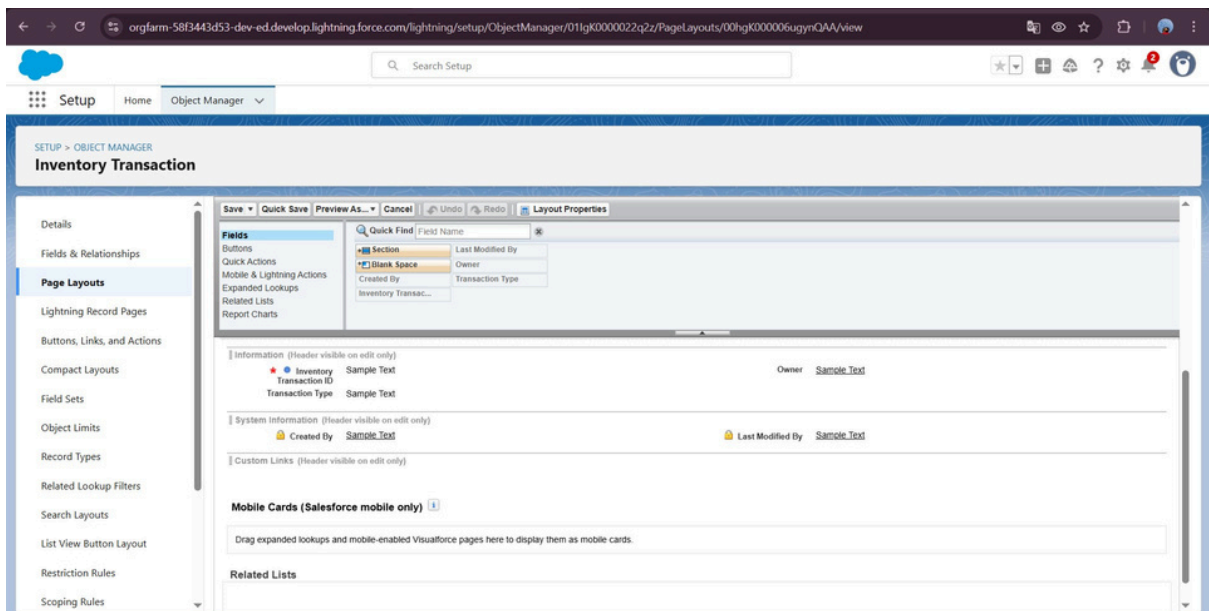 orgfarm-58f3443d53-dev-ed.develop.lightning.force.com/lightning/setup/ObjectManager/01IgK0000022q2z/PageLayouts/00hgK000006ugynQAA/view
Search Setup
2
Setup Home Object Manager
SETUP > OBJECT MANAGER
Inventory Transaction
Details
Fields & Relationships
Page Layouts
Lightning Record Pages
Buttons, Links, and Actions
Compact Layouts
Field Sets
Object Limits
Record Types
Related Lookup Filters
Search Layouts
List View Button Layout
Restriction Rules
Scoping Rules
Save Quick Save Preview As... Cancel Undo Redo Layout Properties
Fields
Buttons
Quick Actions
Mobile & Lightning Actions
Expanded Lookups
Related Lists
Report Charts
Quick Find Field Name
Section Last Modified By
Blank Space Owner
Created By Transaction Type
Inventory Transac...
Information (Header visible on edit only)
Inventory Transaction ID Sample Text Owner Sample Text
Transaction Type Sample Text
System Information (Header visible on edit only)
Created By Sample Text Last Modified By Sample Text
Custom Links (Header visible on edit only)
Mobile Cards (Salesforce mobile only) i
Drag expanded lookups and mobile-enabled Visualforce pages here to display them as mobile cards.
Related Lists